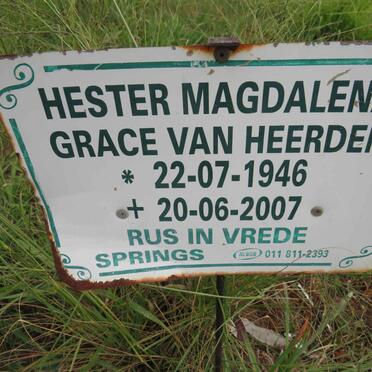 HESTER MAGDALEN
GRACE VAN HEERDE
* 22-07-1946
+ 20-06-2007
RUS IN VREDE
SPRINGS 011 811-2393